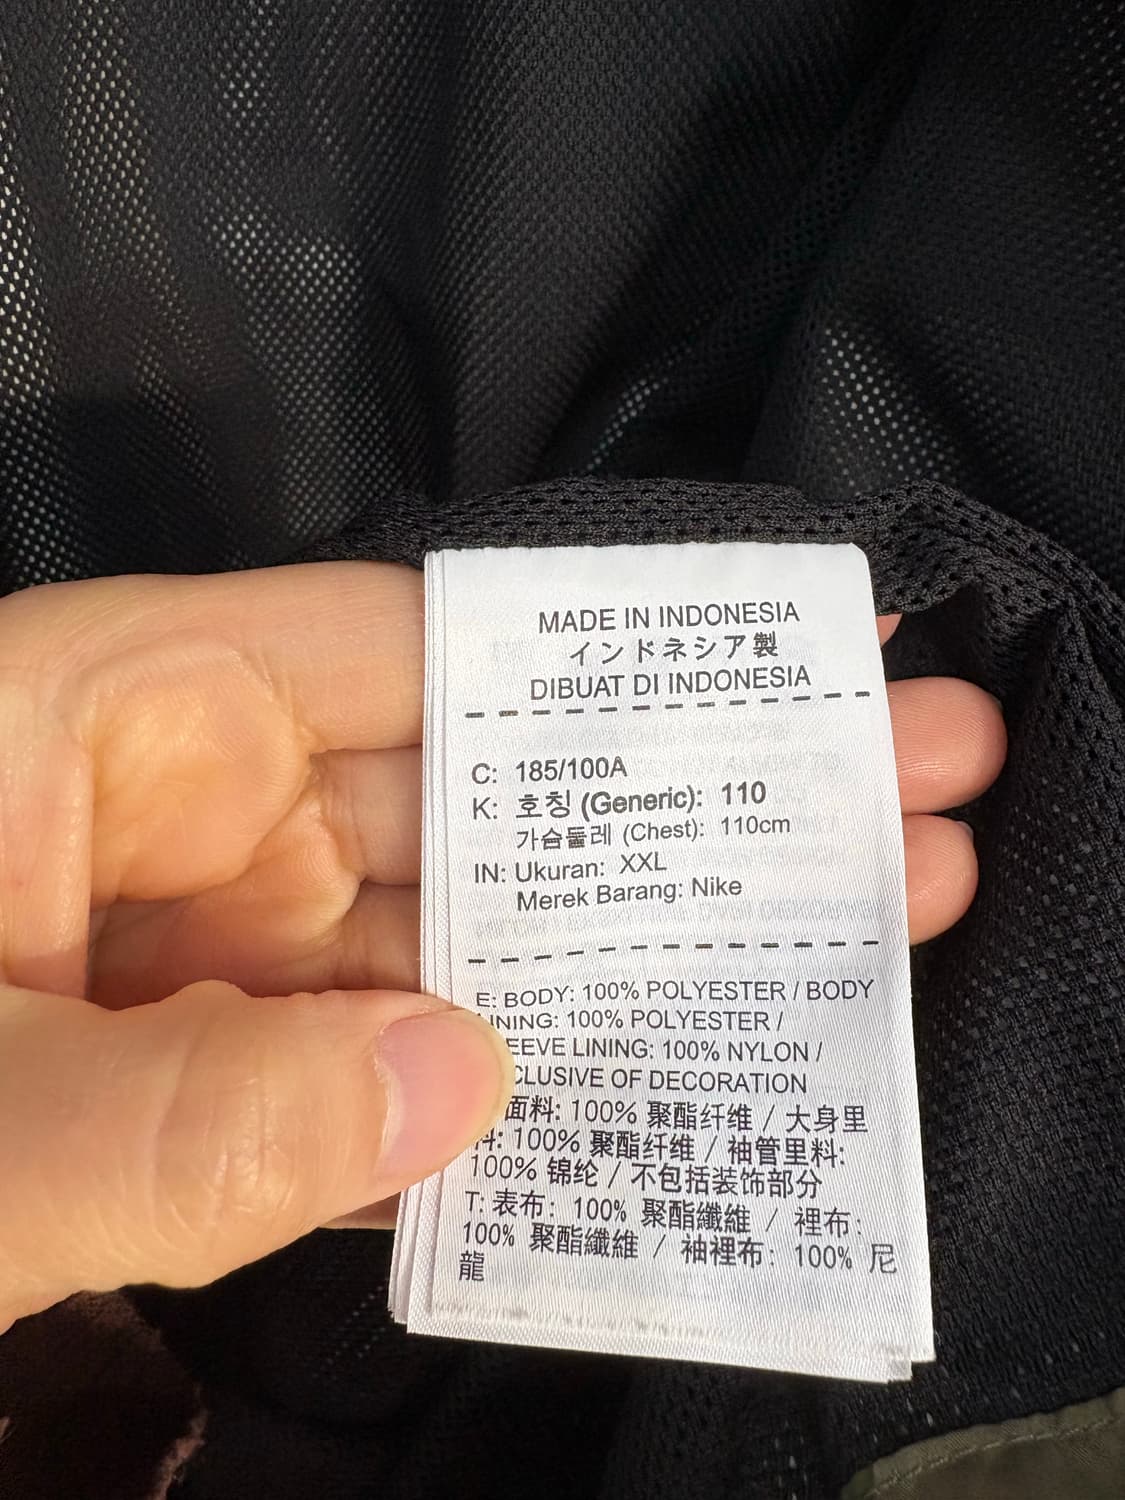 MADE IN INDONESIA
インドネシア製
DIBUAT DI INDONESIA
C: 185/100A
K: 호칭 (Generic): 110
가슴둘레 (Chest): 110cm
IN: Ukuran: XXL
Merek Barang: Nike
E: BODY: 100% POLYESTER / BODY
LINING: 100% POLYESTER /
EEVE LINING: 100% NYLON /
CLUSIVE OF DECORATION
面料: 100% 聚酯纤维 / 大身里
料: 100% 聚酯纤维 / 袖管里料:
100% 锦纶 / 不包括装饰部分
T: 表布: 100% 聚酯纖維 / 裡布:
100% 聚酯纖維 / 袖裡布: 100% 尼
龍